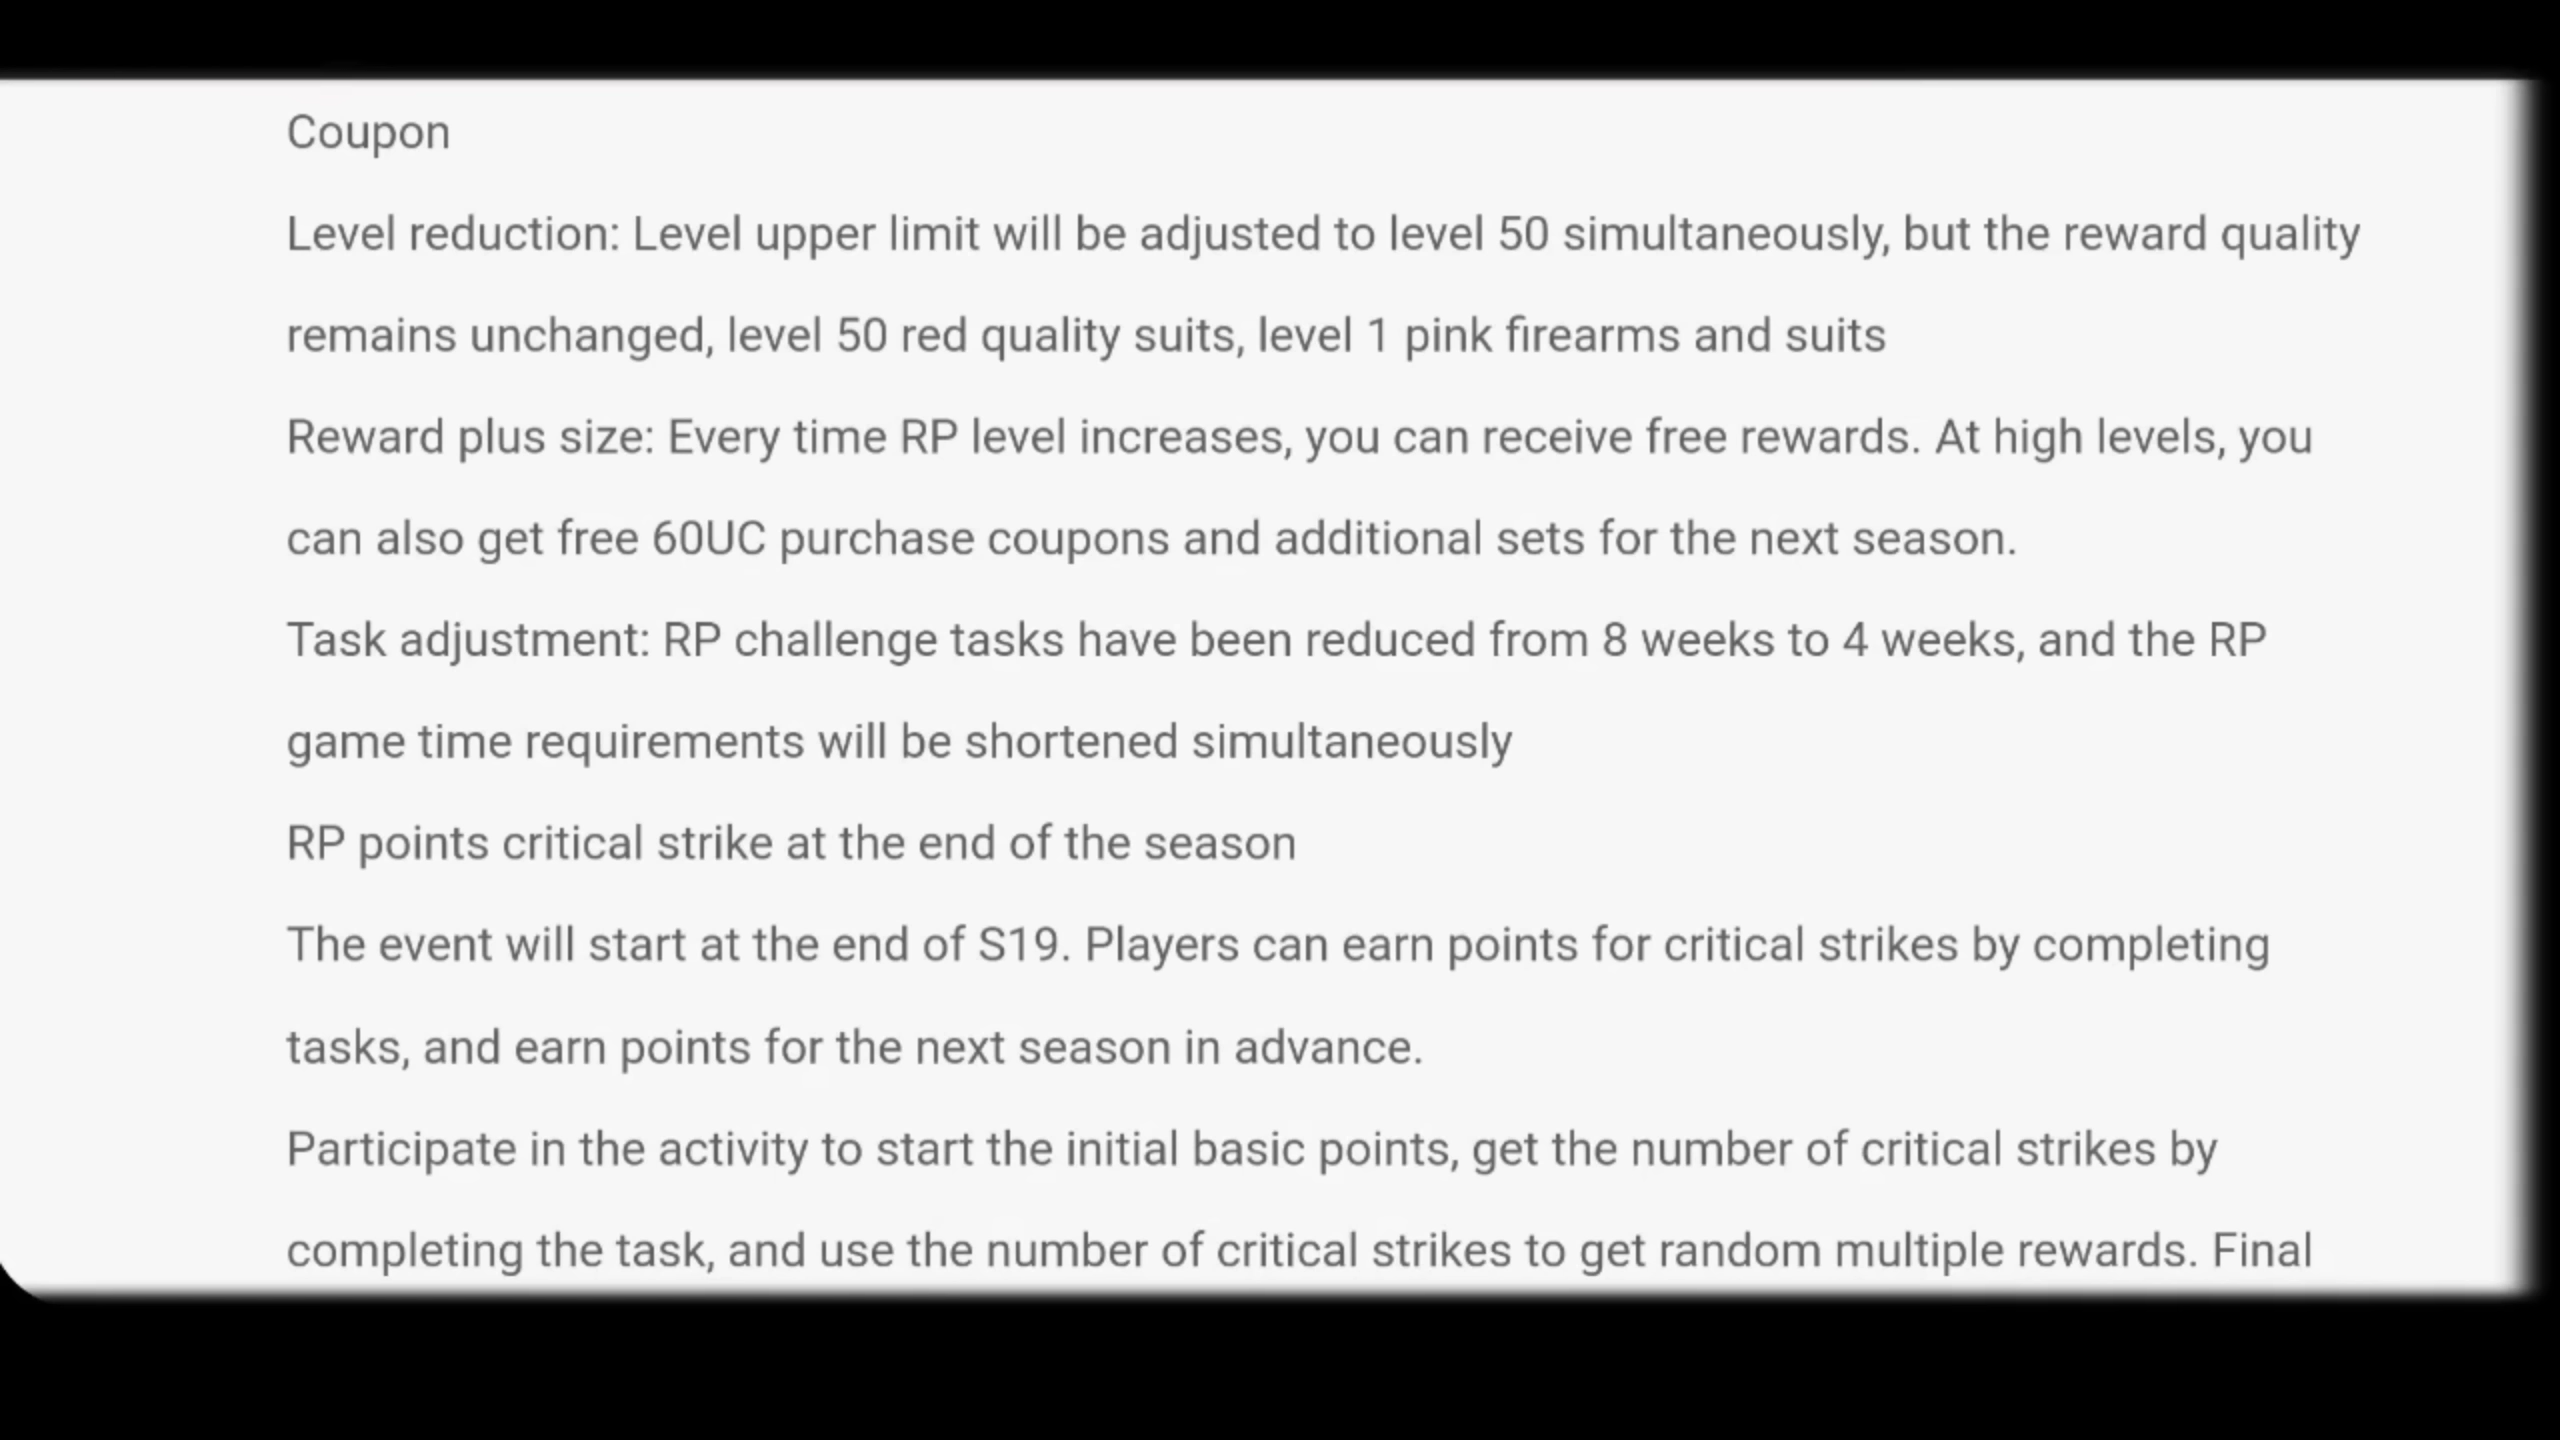 Coupon
Level reduction: Level upper limit will be adjusted to level 50 simultaneously, but the reward quality
remains unchanged, level 50 red quality suits, level 1 pink firearms and suits
Reward plus size: Every time RP level increases, you can receive free rewards. At high levels, you
can also get free 60UC purchase coupons and additional sets for the next season.
Task adjustment: RP challenge tasks have been reduced from 8 weeks to 4 weeks, and the RP
game time requirements will be shortened simultaneously
RP points critical strike at the end of the season
The event will start at the end of S19. Players can earn points for critical strikes by completing
tasks, and earn points for the next season in advance.
Participate in the activity to start the initial basic points, get the number of critical strikes by
completing the task, and use the number of critical strikes to get random multiple rewards. Final